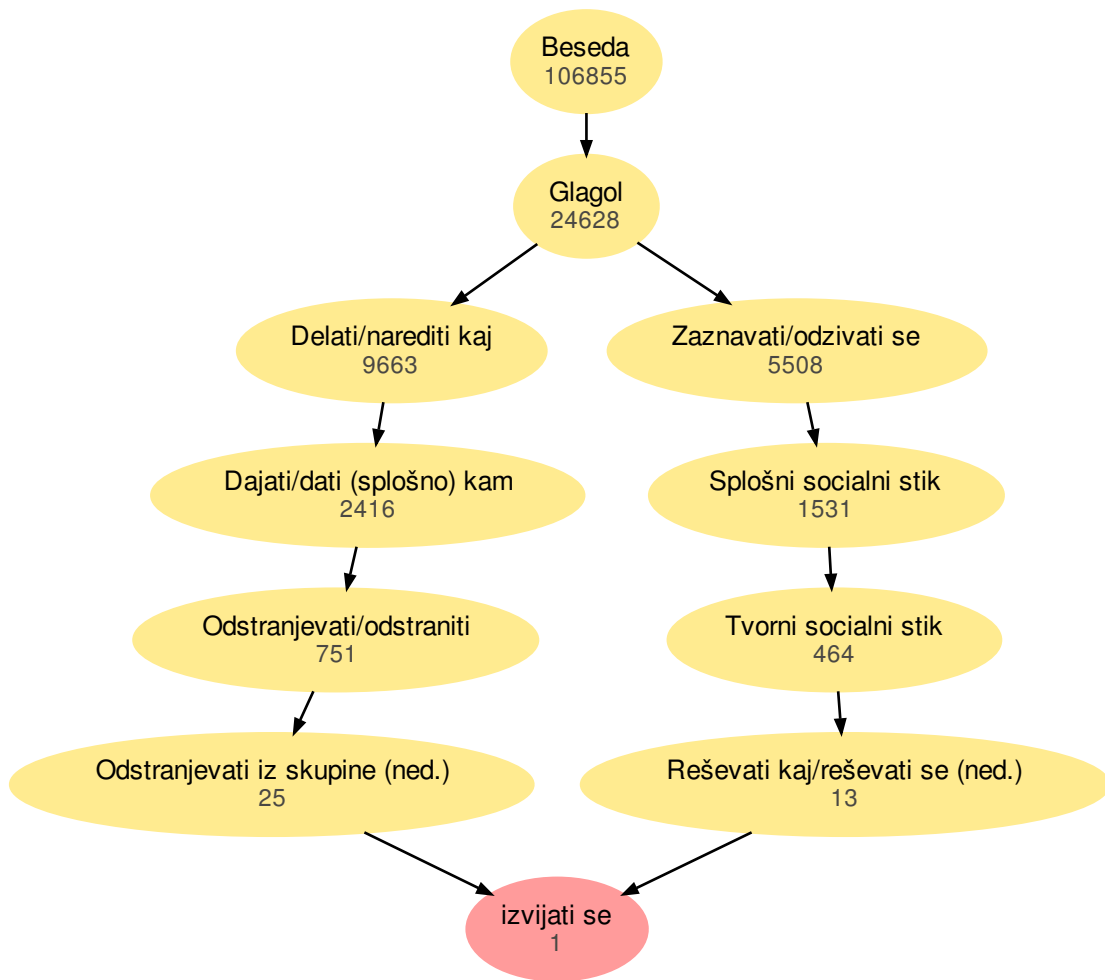 Beseda
106855
Glagol
24628
Delati/narediti kaj
9663
Zaznavati/odzivati se
5508
Dajati/dati (splošno) kam
2416
Splošni socialni stik
1531
Odstranjevati/odstraniti
751
Tvorni socialni stik
464
Odstranjevati iz skupine (ned.)
25
Reševati kaj/reševati se (ned.)
13
izvijati se
1